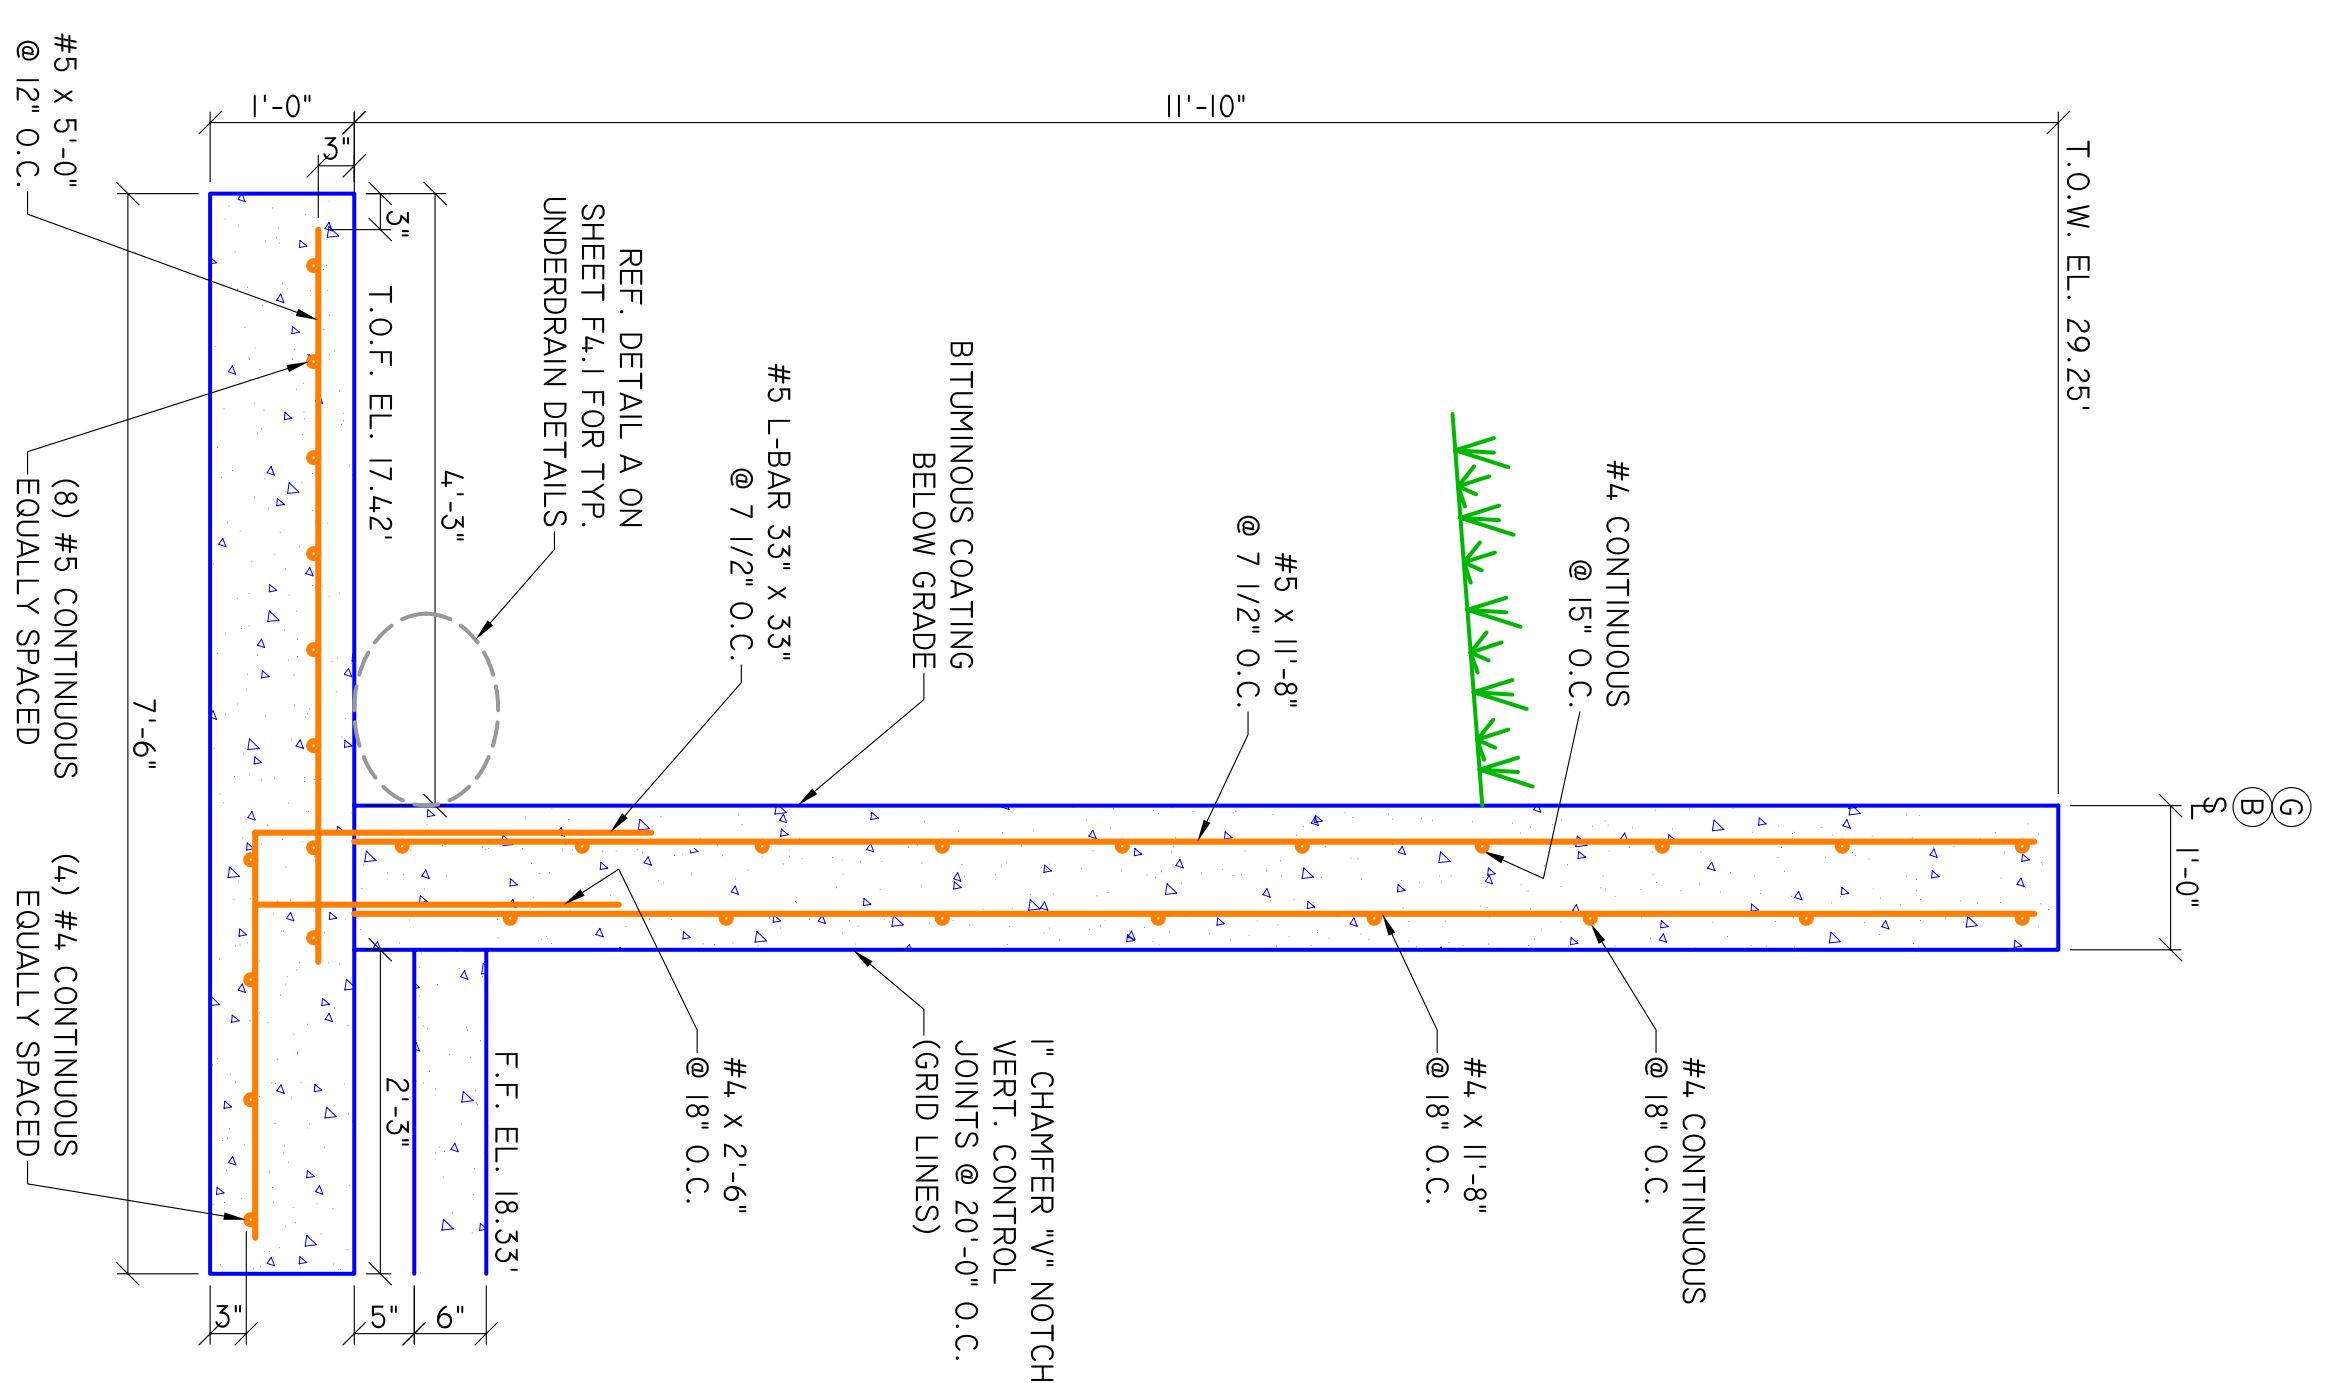 G
B
SL
1'-0"
T.O.W. EL. 29.25'
11'-10"
#4 CONTINUOUS
@ 15" O.C.
#4 CONTINUOUS
@ 18" O.C.
#5 X 11'-8"
@ 7 1/2" O.C.
#4 X 11'-8"
@ 18" O.C.
BITUMINOUS COATING
BELOW GRADE
1" CHAMFER "V" NOTCH
VERT. CONTROL
JOINTS @ 20'-0" O.C.
(GRID LINES)
#5 L-BAR 33" X 33"
@ 7 1/2" O.C.
#4 X 2'-6"
@ 18" O.C.
REF. DETAIL A ON
SHEET F4.1 FOR TYP.
UNDERDRAIN DETAILS
F.F. EL. 18.33'
4'-3"
6"
5"
T.O.F. EL. 17.42'
3"
2'-3"
3"
1'-0"
3"
7'-6"
#5 X 5'-0"
@ 12" O.C.
(8) #5 CONTINUOUS
EQUALLY SPACED
(4) #4 CONTINUOUS
EQUALLY SPACED